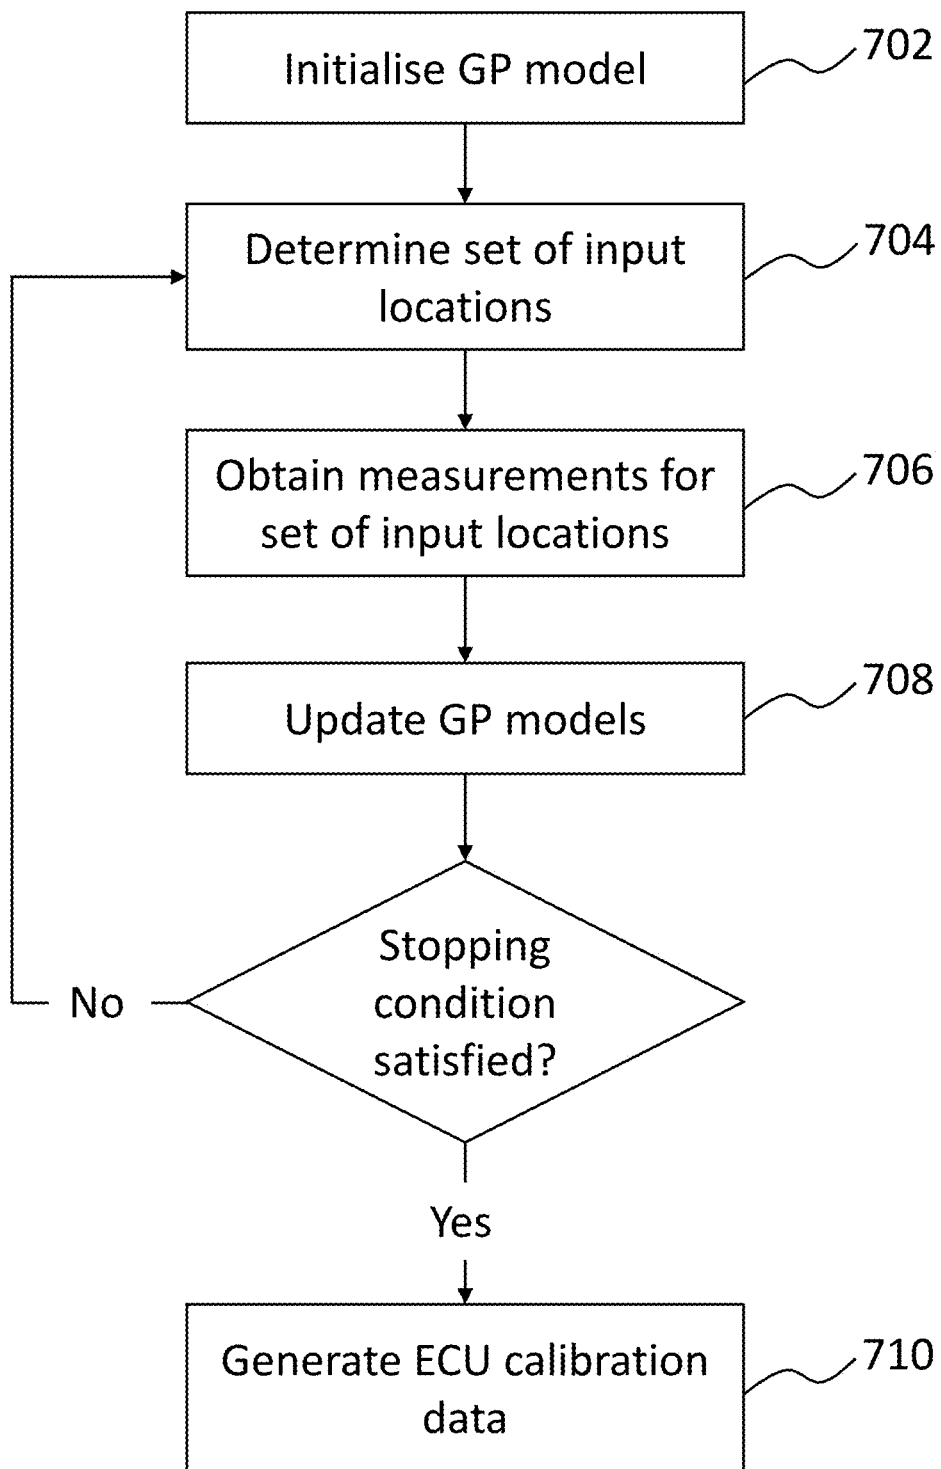 Initialise GP model
702
Determine set of input
locations
704
Obtain measurements for
set of input locations
706
Update GP models
708
Stopping
condition
satisfied?
No
Yes
Generate ECU calibration
data
710